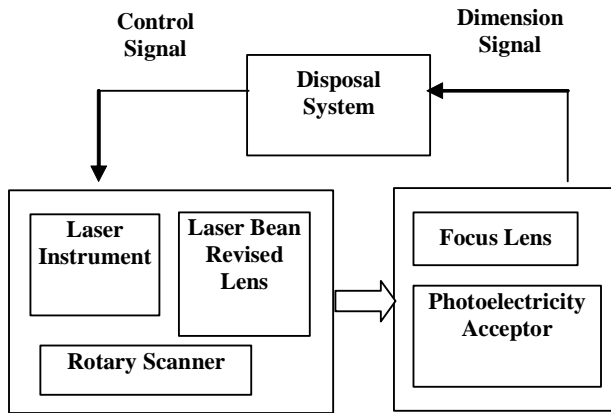 Control
Signal
Dimension
Signal
Disposal
System
Laser
Instrument
Laser Bean
Revised
Lens
Rotary Scanner
Focus Lens
Photoelectricity
Acceptor